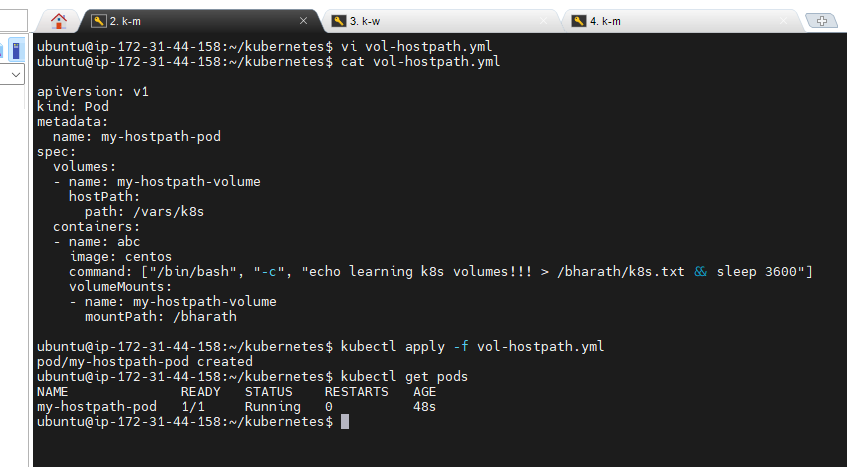 2. k-m
3. k-w
4. k-m
ubuntu@ip-172-31-44-158:~/kubernetes$ vi vol-hostpath.yml
ubuntu@ip-172-31-44-158:~/kubernetes$ cat vol-hostpath.yml
apiVersion: v1
kind: Pod
metadata:
  name: my-hostpath-pod
spec:
  volumes:
  - name: my-hostpath-volume
    hostPath:
      path: /vars/k8s
  containers:
  - name: abc
    image: centos
    command: ["/bin/bash", "-c", "echo learning k8s volumes!!! > /bharath/k8s.txt && sleep 3600"]
    volumeMounts:
    - name: my-hostpath-volume
      mountPath: /bharath
ubuntu@ip-172-31-44-158:~/kubernetes$ kubectl apply -f vol-hostpath.yml
pod/my-hostpath-pod created
ubuntu@ip-172-31-44-158:~/kubernetes$ kubectl get pods
NAME              READY   STATUS    RESTARTS   AGE
my-hostpath-pod   1/1     Running   0          48s
ubuntu@ip-172-31-44-158:~/kubernetes$